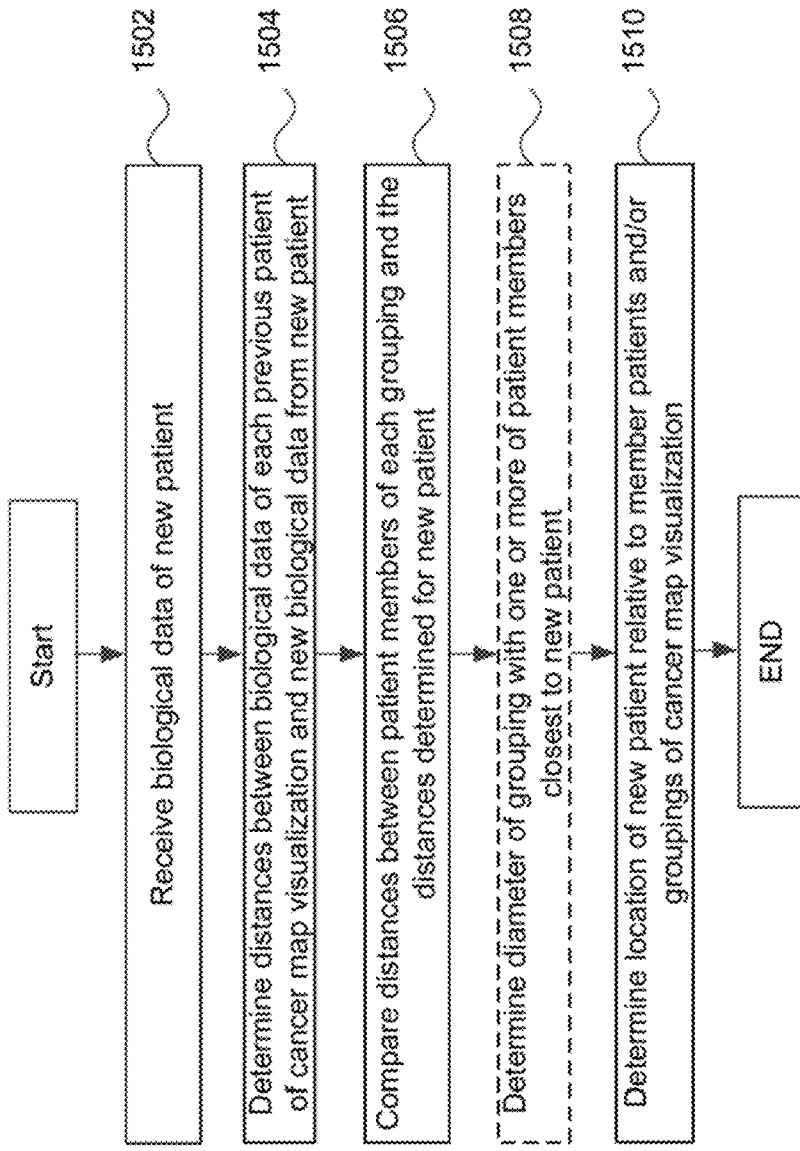 Start
Receive biological data of new patient
1502
Determine distances between biological data of each previous patient
of cancer map visualization and new biological data from new patient
1504
Compare distances between patient members of each grouping and the
distances determined for new patient
1506
Determine diameter of grouping with one or more of patient members
closest to new patient
1508
Determine location of new patient relative to member patients and/or
groupings of cancer map visualization
1510
END